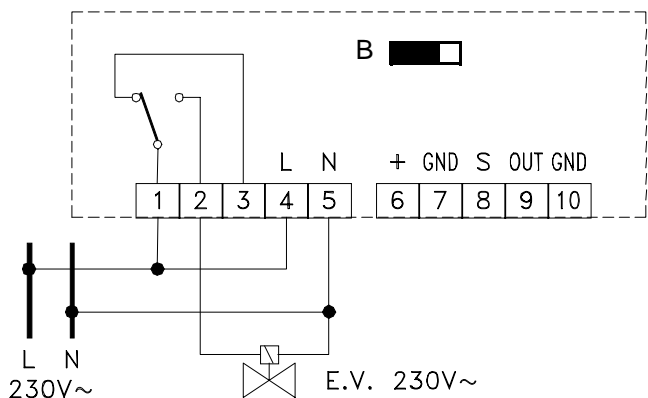 B
L N + GND S OUT GND
1 2 3 4 5 6 7 8 9 10
L N
230V~
E.V. 230V~